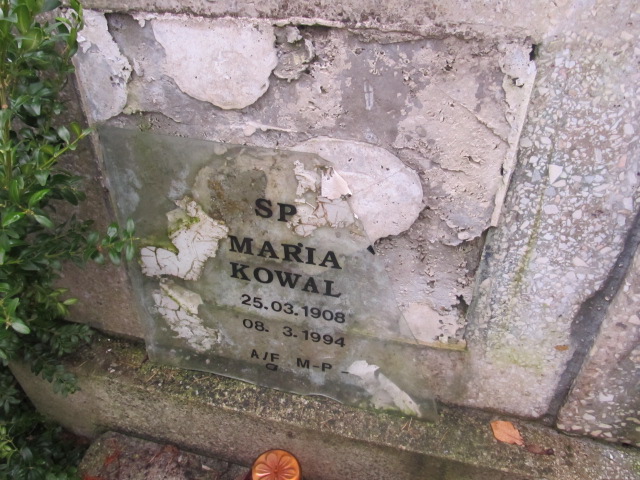 SP
MARIA
KOWAL
25.03.1908
08. 3.1994
A/F M-P